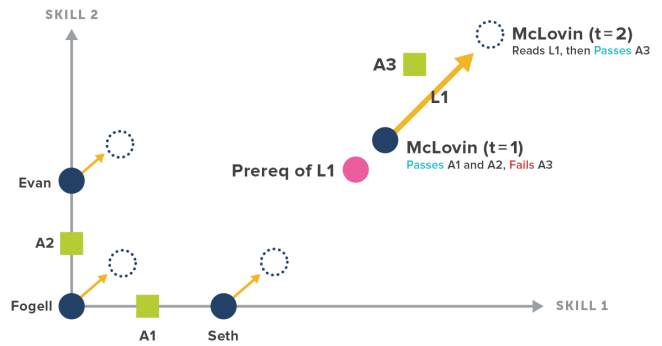 SKILL 2
McLovin (t=2)
Reads L1, then Passes A3
A3
L1
McLovin (t=1)
Passes A1 and A2, Fails A3
Prereq of L1
Evan
A2
Fogell
SKILL 1
A1
Seth